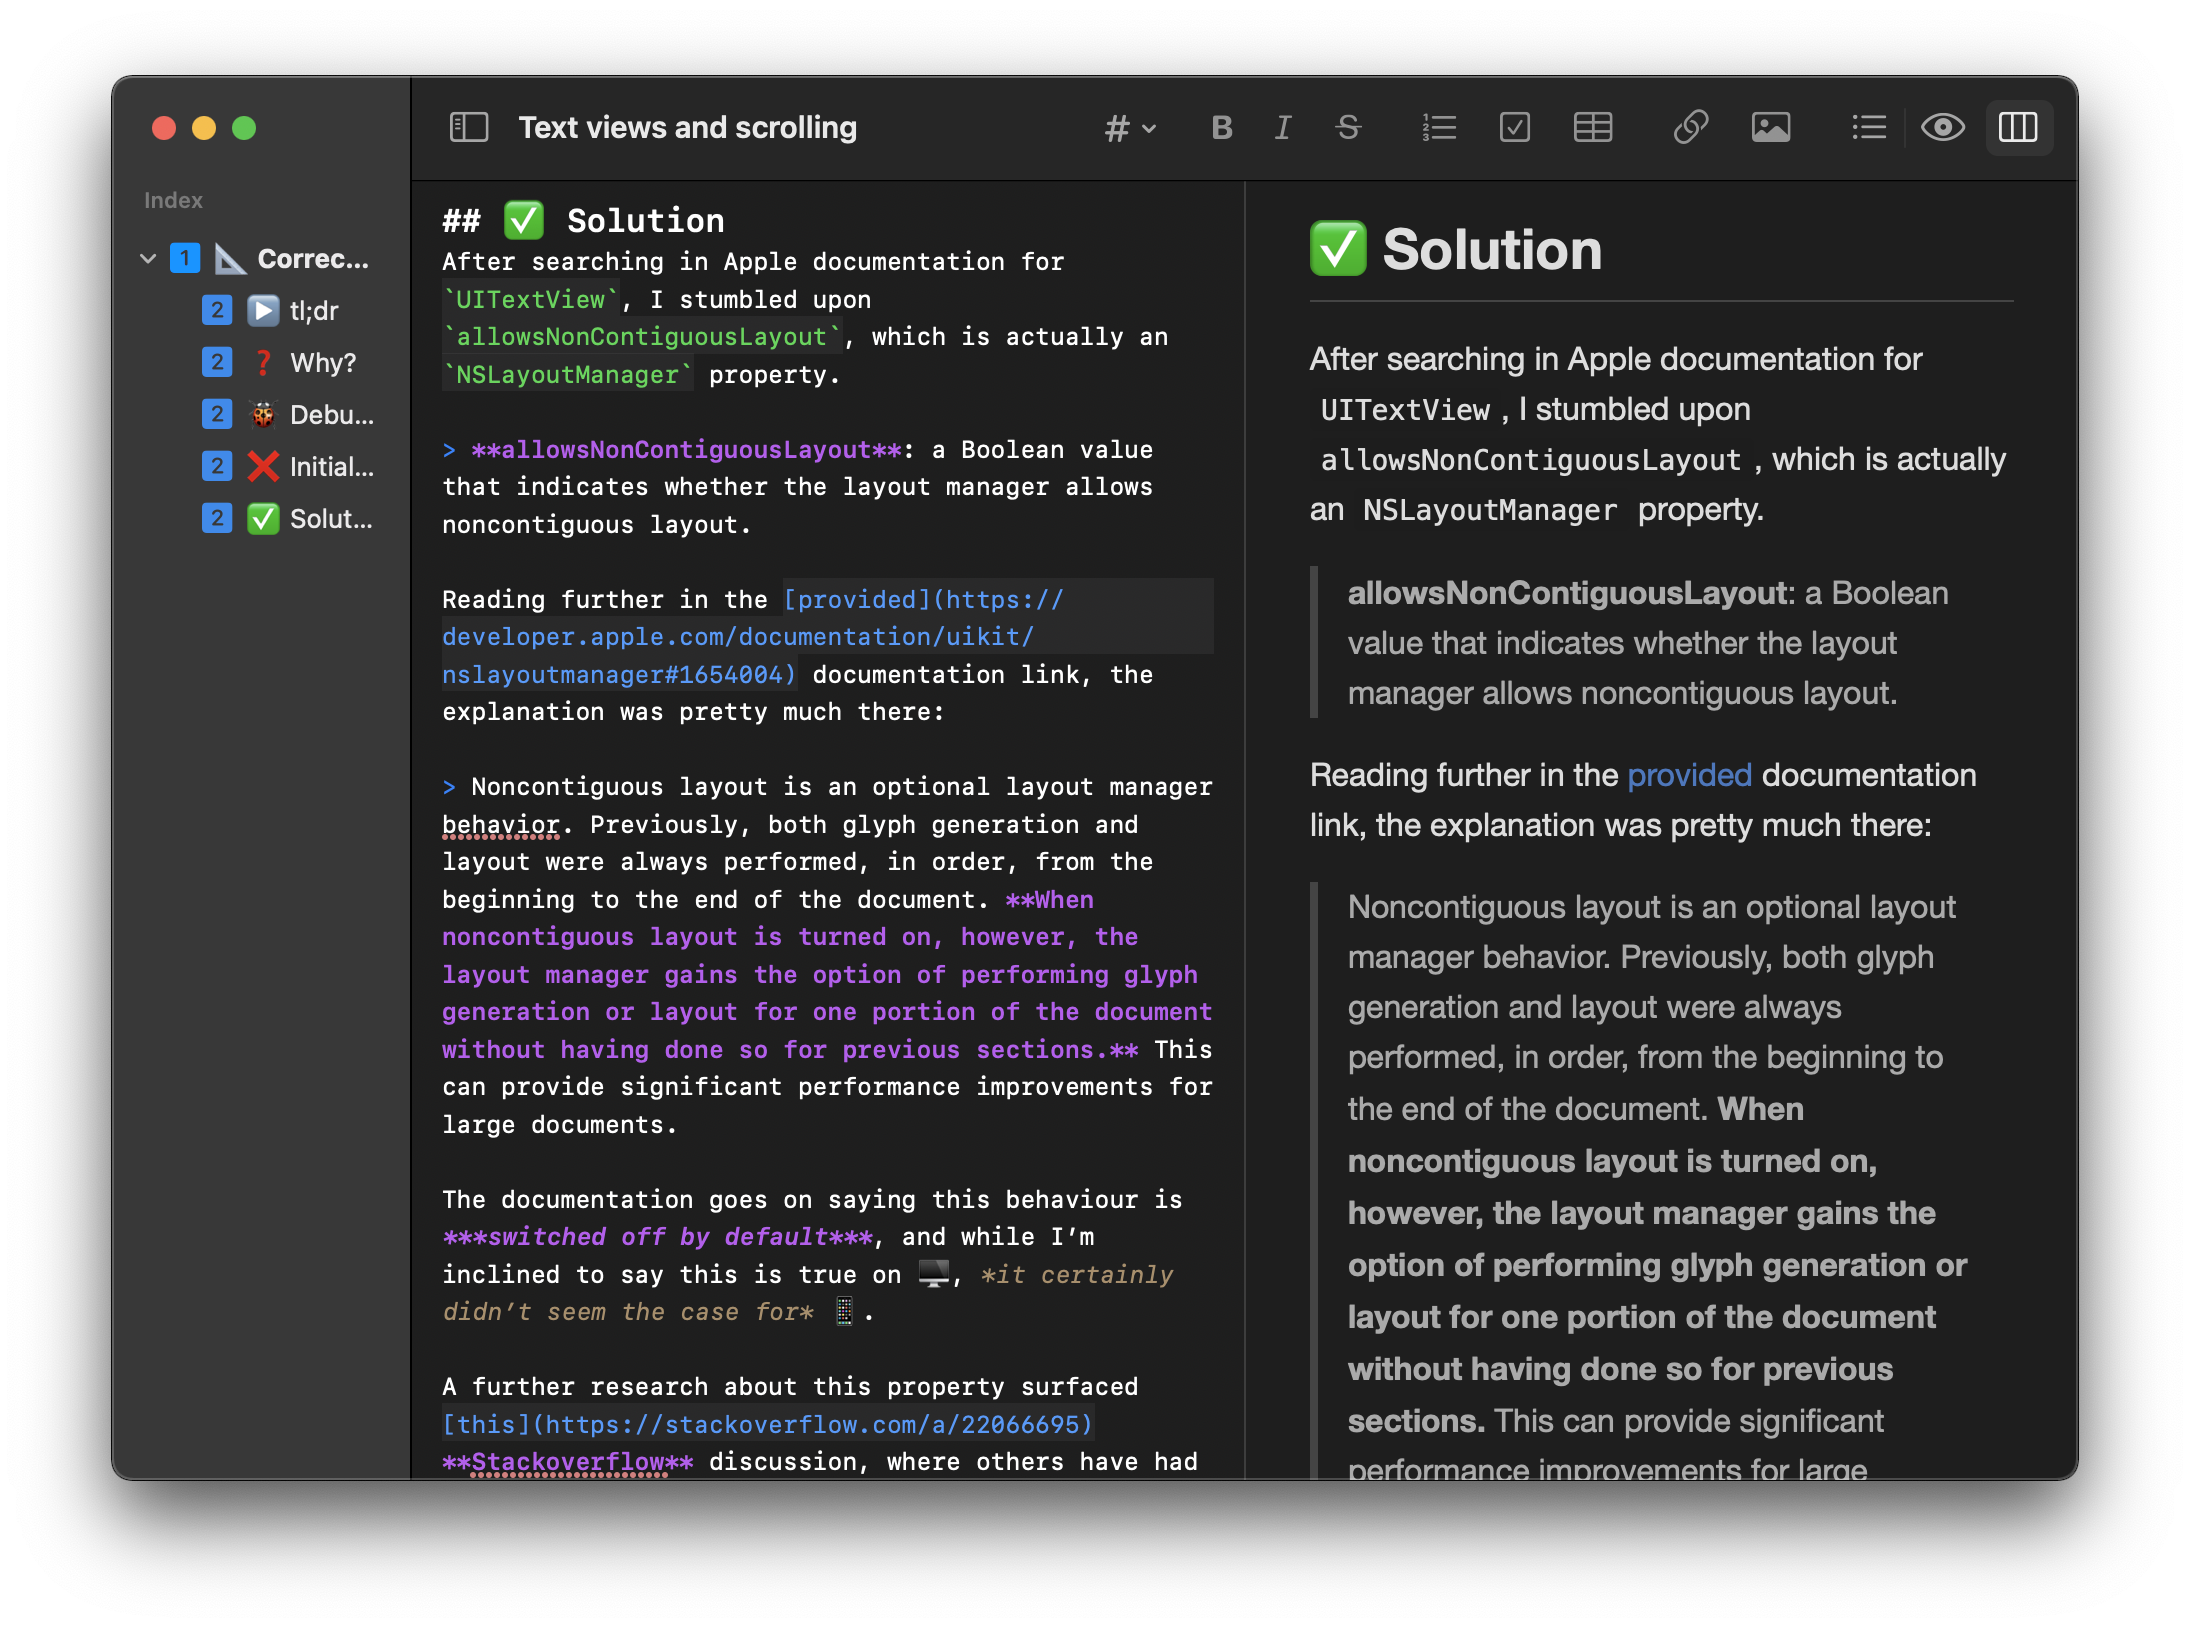 Text views and scrolling
#
B
I
S
Index
1 📐 Correc...
2 ▶️ tl;dr
2 ❓ Why?
2 🐞 Debu...
2 ❌ Initial...
2 ✅ Solut...
## ✅ Solution
After searching in Apple documentation for
`UITextView`, I stumbled upon
`allowsNonContiguousLayout`, which is actually an
`NSLayoutManager` property.
> **allowsNonContiguousLayout**: a Boolean value
that indicates whether the layout manager allows
noncontiguous layout.
Reading further in the [provided](https://
developer.apple.com/documentation/uikit/
nslayoutmanager#1654004) documentation link, the
explanation was pretty much there:
> Noncontiguous layout is an optional layout manager
behavior. Previously, both glyph generation and
layout were always performed, in order, from the
beginning to the end of the document. **When
noncontiguous layout is turned on, however, the
layout manager gains the option of performing glyph
generation or layout for one portion of the document
without having done so for previous sections.** This
can provide significant performance improvements for
large documents.
The documentation goes on saying this behaviour is
***switched off by default***, and while I’m
inclined to say this is true on 🖥️, *it certainly
didn’t seem the case for* 📱.
A further research about this property surfaced
[this](https://stackoverflow.com/a/22066695)
**Stackoverflow** discussion, where others have had
✅ Solution
After searching in Apple documentation for
UITextView , I stumbled upon
allowsNonContiguousLayout , which is actually
an NSLayoutManager property.
allowsNonContiguousLayout: a Boolean
value that indicates whether the layout
manager allows noncontiguous layout.
Reading further in the provided documentation
link, the explanation was pretty much there:
Noncontiguous layout is an optional layout
manager behavior. Previously, both glyph
generation and layout were always
performed, in order, from the beginning to
the end of the document. When
noncontiguous layout is turned on,
however, the layout manager gains the
option of performing glyph generation or
layout for one portion of the document
without having done so for previous
sections. This can provide significant
performance improvements for large